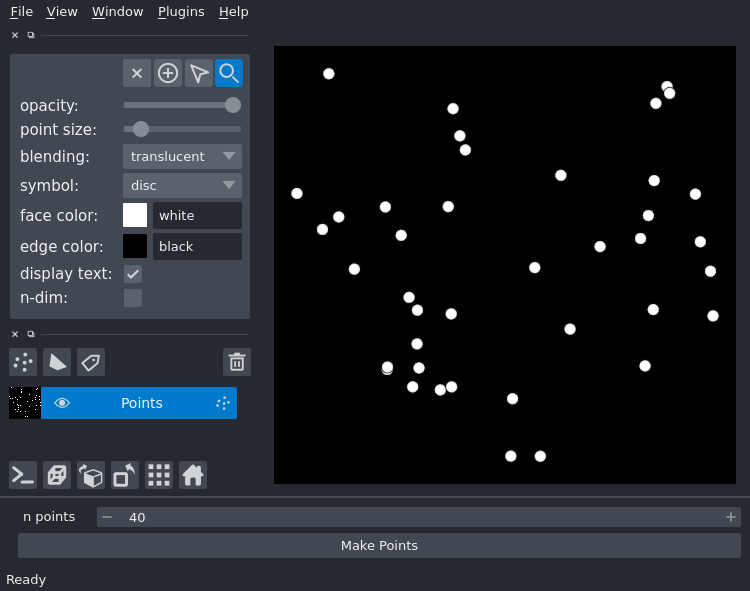 File View Window Plugins Help
opacity:
point size:
blending: translucent
symbol: disc
face color: white
edge color: black
display text:
n-dim:
Points
n points 40
Make Points
Ready